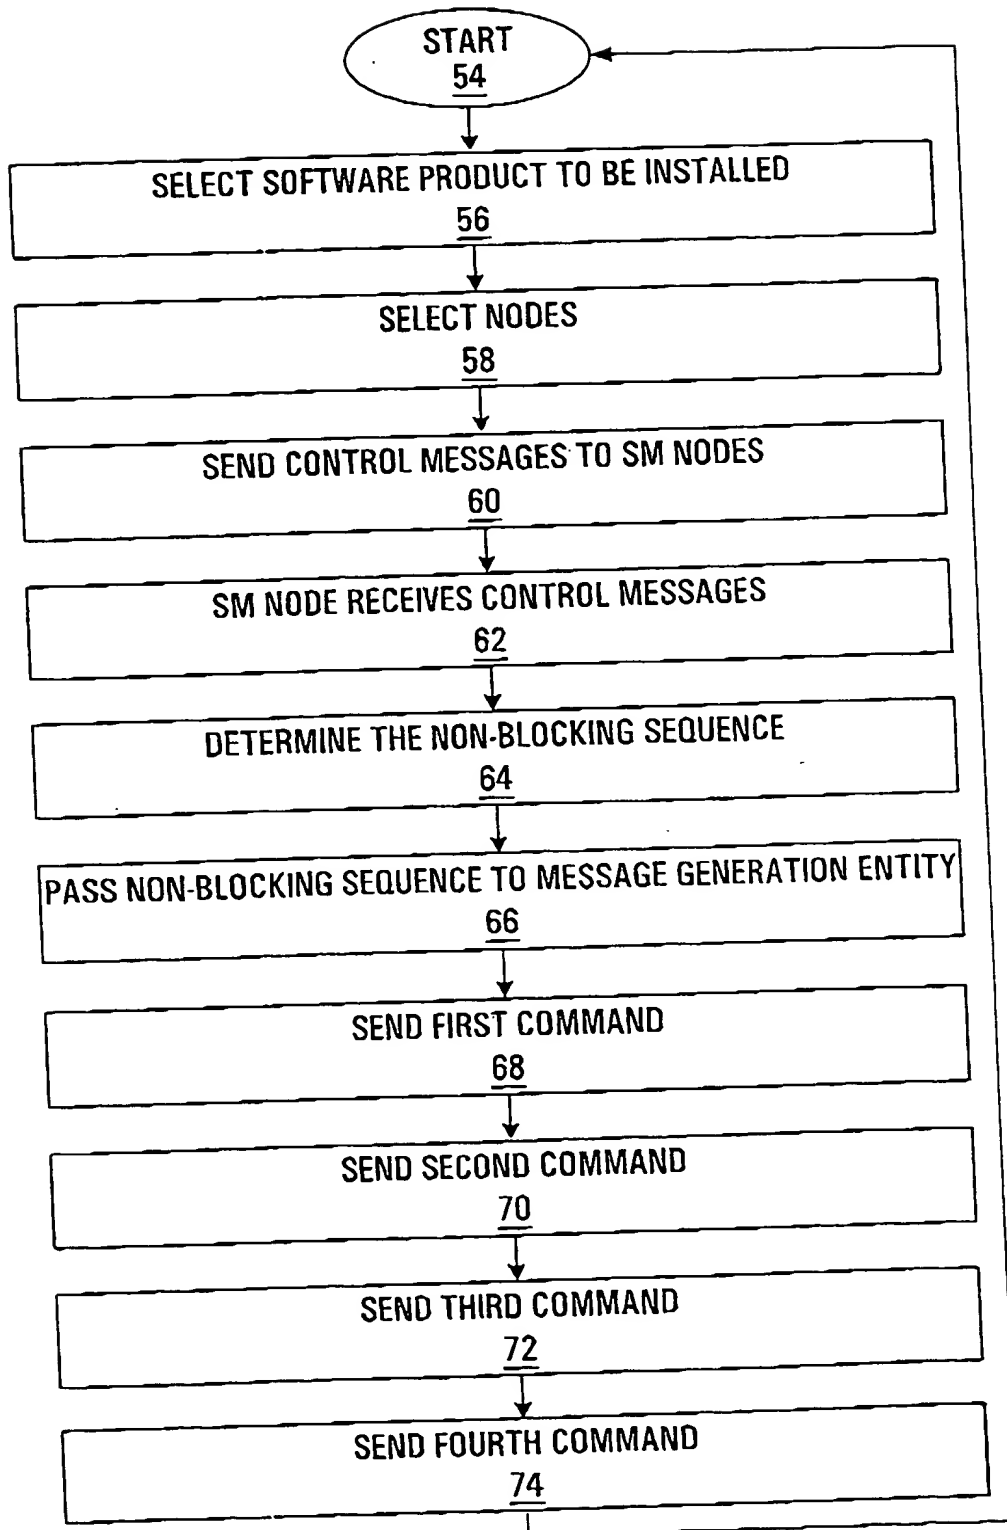 START
54
SELECT SOFTWARE PRODUCT TO BE INSTALLED
56
SELECT NODES
58
SEND CONTROL MESSAGES TO SM NODES
60
SM NODE RECEIVES CONTROL MESSAGES
62
DETERMINE THE NON-BLOCKING SEQUENCE
64
PASS NON-BLOCKING SEQUENCE TO MESSAGE GENERATION ENTITY
66
SEND FIRST COMMAND
68
SEND SECOND COMMAND
70
SEND THIRD COMMAND
72
SEND FOURTH COMMAND
74